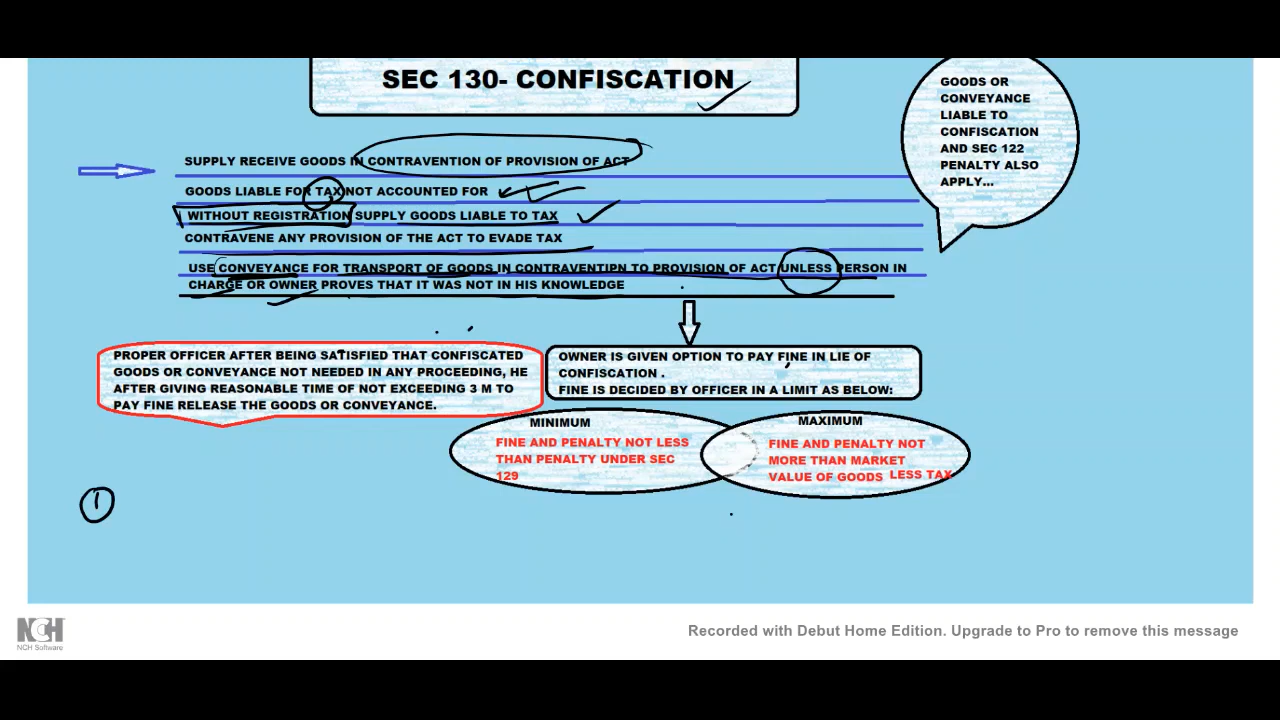 SEC 130- CONFISCATION
GOODS OR
CONVEYANCE
LIABLE TO
CONFISCATION
AND SEC 122
PENALTY ALSO
APPLY...
SUPPLY RECEIVE GOODS IN CONTRAVENTION OF PROVISION OF ACT
GOODS LIABLE FOR TAX NOT ACCOUNTED FOR
WITHOUT REGISTRATION SUPPLY GOODS LIABLE TO TAX
CONTRAVENE ANY PROVISION OF THE ACT TO EVADE TAX
USE CONVEYANCE FOR TRANSPORT OF GOODS IN CONTRAVENTIPN TO PROVISION OF ACT UNLESS PERSON IN
CHARGE OR OWNER PROVES THAT IT WAS NOT IN HIS KNOWLEDGE
PROPER OFFICER AFTER BEING SATISFIED THAT CONFISCATED
GOODS OR CONVEYANCE NOT NEEDED IN ANY PROCEEDING, HE
AFTER GIVING REASONABLE TIME OF NOT EXCEEDING 3 M TO
PAY FINE RELEASE THE GOODS OR CONVEYANCE.
OWNER IS GIVEN OPTION TO PAY FINE IN LIE OF
CONFISCATION .
FINE IS DECIDED BY OFFICER IN A LIMIT AS BELOW:
MINIMUM
FINE AND PENALTY NOT LESS
THAN PENALTY UNDER SEC
129
MAXIMUM
FINE AND PENALTY NOT
MORE THAN MARKET
VALUE OF GOODS LESS TAX
1
NCH
NCH Software
Recorded with Debut Home Edition. Upgrade to Pro to remove this message